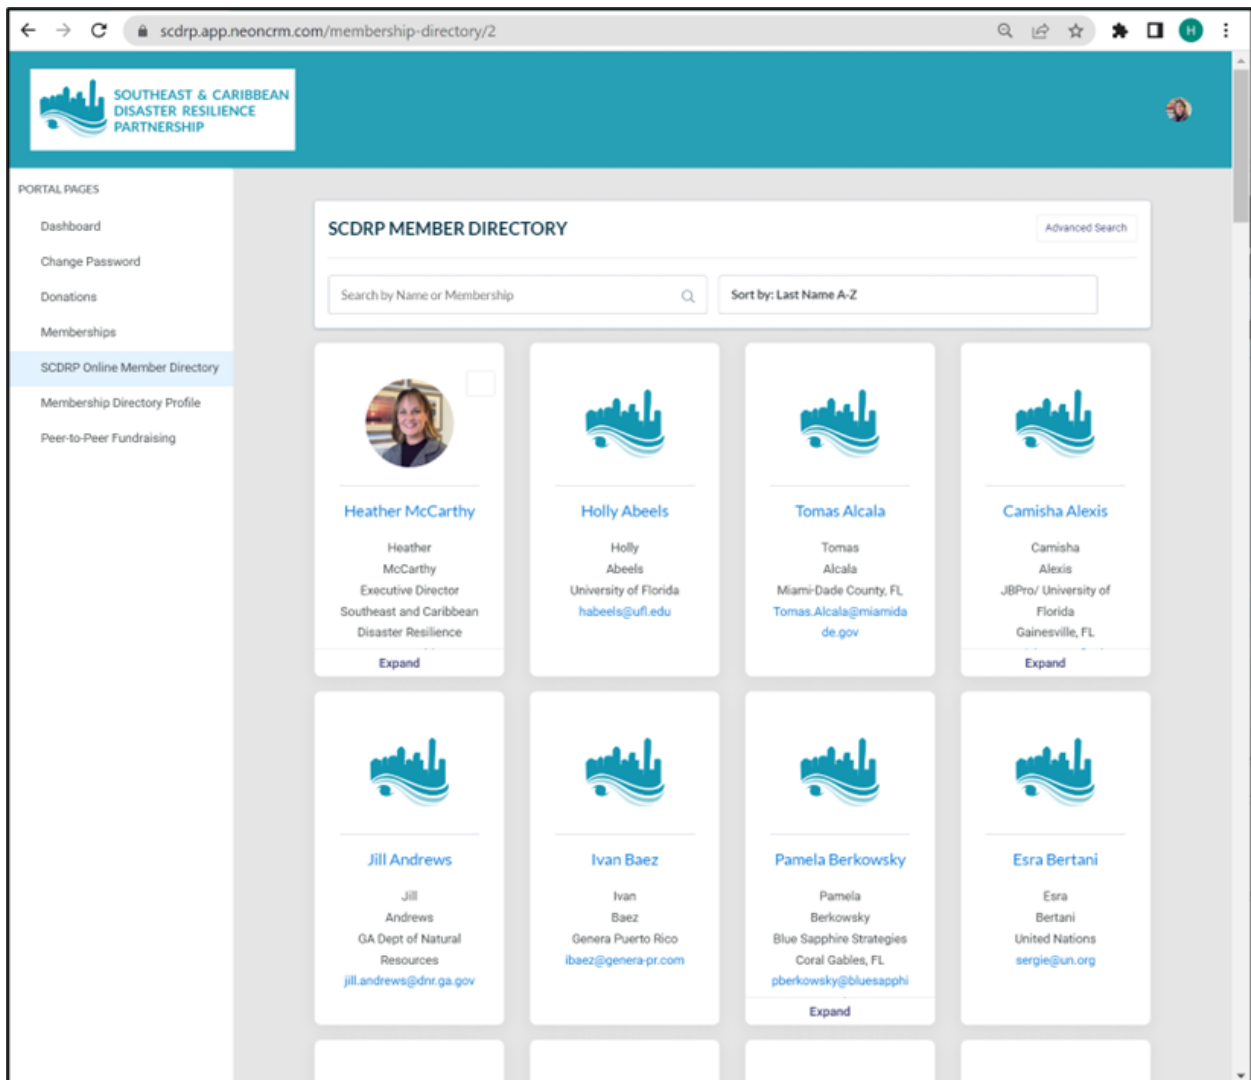 scdrp.app.neoncrm.com/membership-directory/2
H
SOUTHEAST & CARIBBEAN
DISASTER RESILIENCE
PARTNERSHIP
PORTAL PAGES
Dashboard
Change Password
Donations
Memberships
SCDRP Online Member Directory
Membership Directory Profile
Peer-to-Peer Fundraising
SCDRP MEMBER DIRECTORY
Advanced Search
Search by Name or Membership
Sort by: Last Name A-Z
Heather McCarthy
Heather
McCarthy
Executive Director
Southeast and Caribbean
Disaster Resilience
Expand
Holly Abeels
Holly
Abeels
University of Florida
habeels@ufl.edu
Tomas Alcala
Tomas
Alcala
Miami-Dade County, FL
Tomas.Alcala@miamida
de.gov
Camisha Alexis
Camisha
Alexis
JBPro/ University of
Florida
Gainesville, FL
Expand
Jill Andrews
Jill
Andrews
GA Dept of Natural
Resources
jill.andrews@dnr.ga.gov
Ivan Baez
Ivan
Baez
Genera Puerto Rico
ibaez@genera-pr.com
Pamela Berkowsky
Pamela
Berkowsky
Blue Sapphire Strategies
Coral Gables, FL
pberkowsky@bluesapphi
Expand
Esra Bertani
Esra
Bertani
United Nations
sergie@un.org